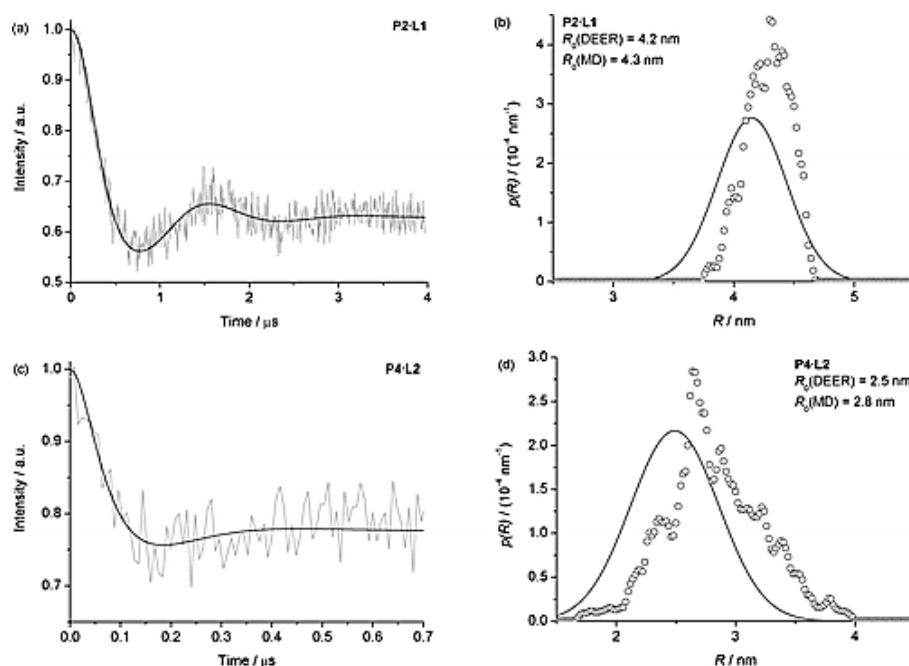 (a)
P2·L1
1.0
0.9
0.8
0.7
0.6
0.5
Intensity / a.u.
0 1 2 3 4
Time / μs
(b)
P2·L1
R₀(DEER) = 4.2 nm
R₀(MD) = 4.3 nm
4
3
2
1
0
p(R) / (10⁻⁴ nm⁻¹)
3 4 5
R / nm
(c)
P4·L2
1.0
0.9
0.8
0.7
Intensity / a.u.
0.0 0.1 0.2 0.3 0.4 0.5 0.6 0.7
Time / μs
(d)
P4·L2
R₀(DEER) = 2.5 nm
R₀(MD) = 2.8 nm
3.0
2.5
2.0
1.5
1.0
0.5
0.0
p(R) / (10⁻⁴ nm⁻¹)
2 3 4
R / nm